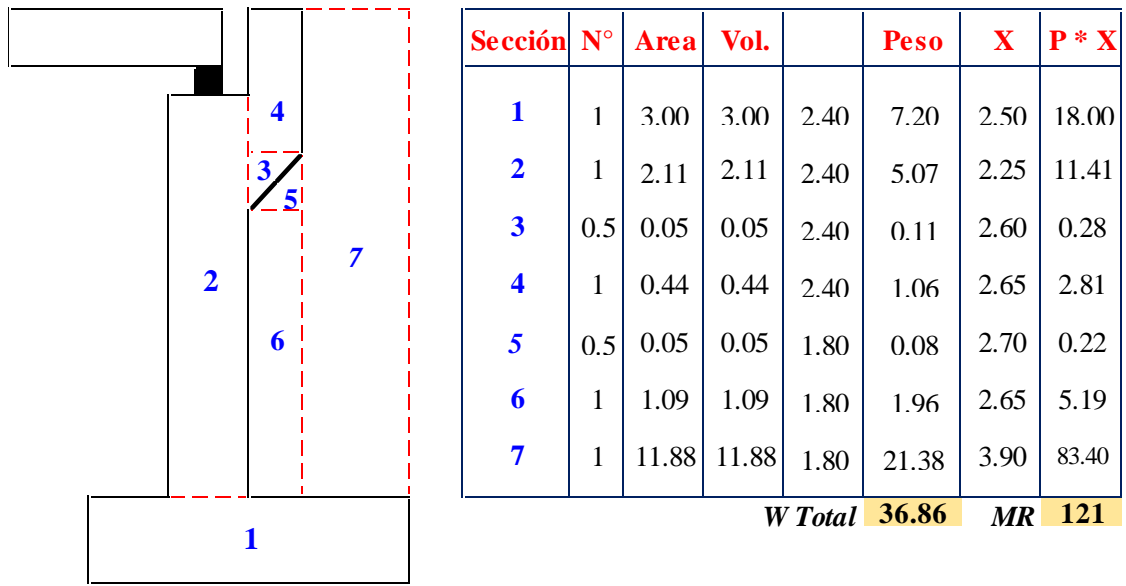 4
3
5
2
7
6
1
Sección N° Area Vol. Peso X P * X
1 1 3.00 3.00 2.40 7.20 2.50 18.00
2 1 2.11 2.11 2.40 5.07 2.25 11.41
3 0.5 0.05 0.05 2.40 0.11 2.60 0.28
4 1 0.44 0.44 2.40 1.06 2.65 2.81
5 0.5 0.05 0.05 1.80 0.08 2.70 0.22
6 1 1.09 1.09 1.80 1.96 2.65 5.19
7 1 11.88 11.88 1.80 21.38 3.90 83.40
W Total 36.86 MR 121